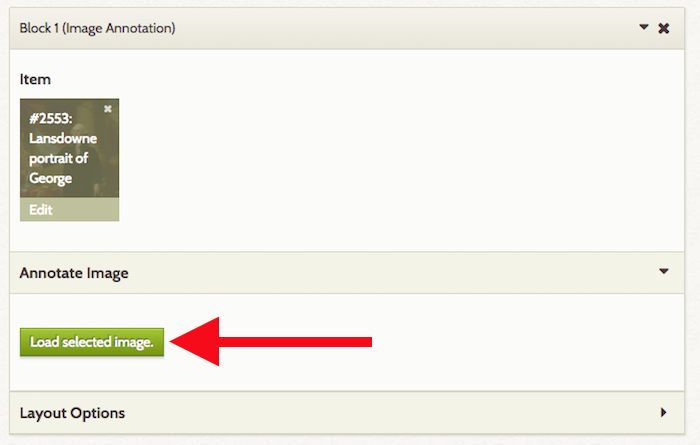 Block 1 (Image Annotation)
Item
#2553:
Lansdowne
portrait of
George
Edit
Annotate Image
Load selected image.
Layout Options